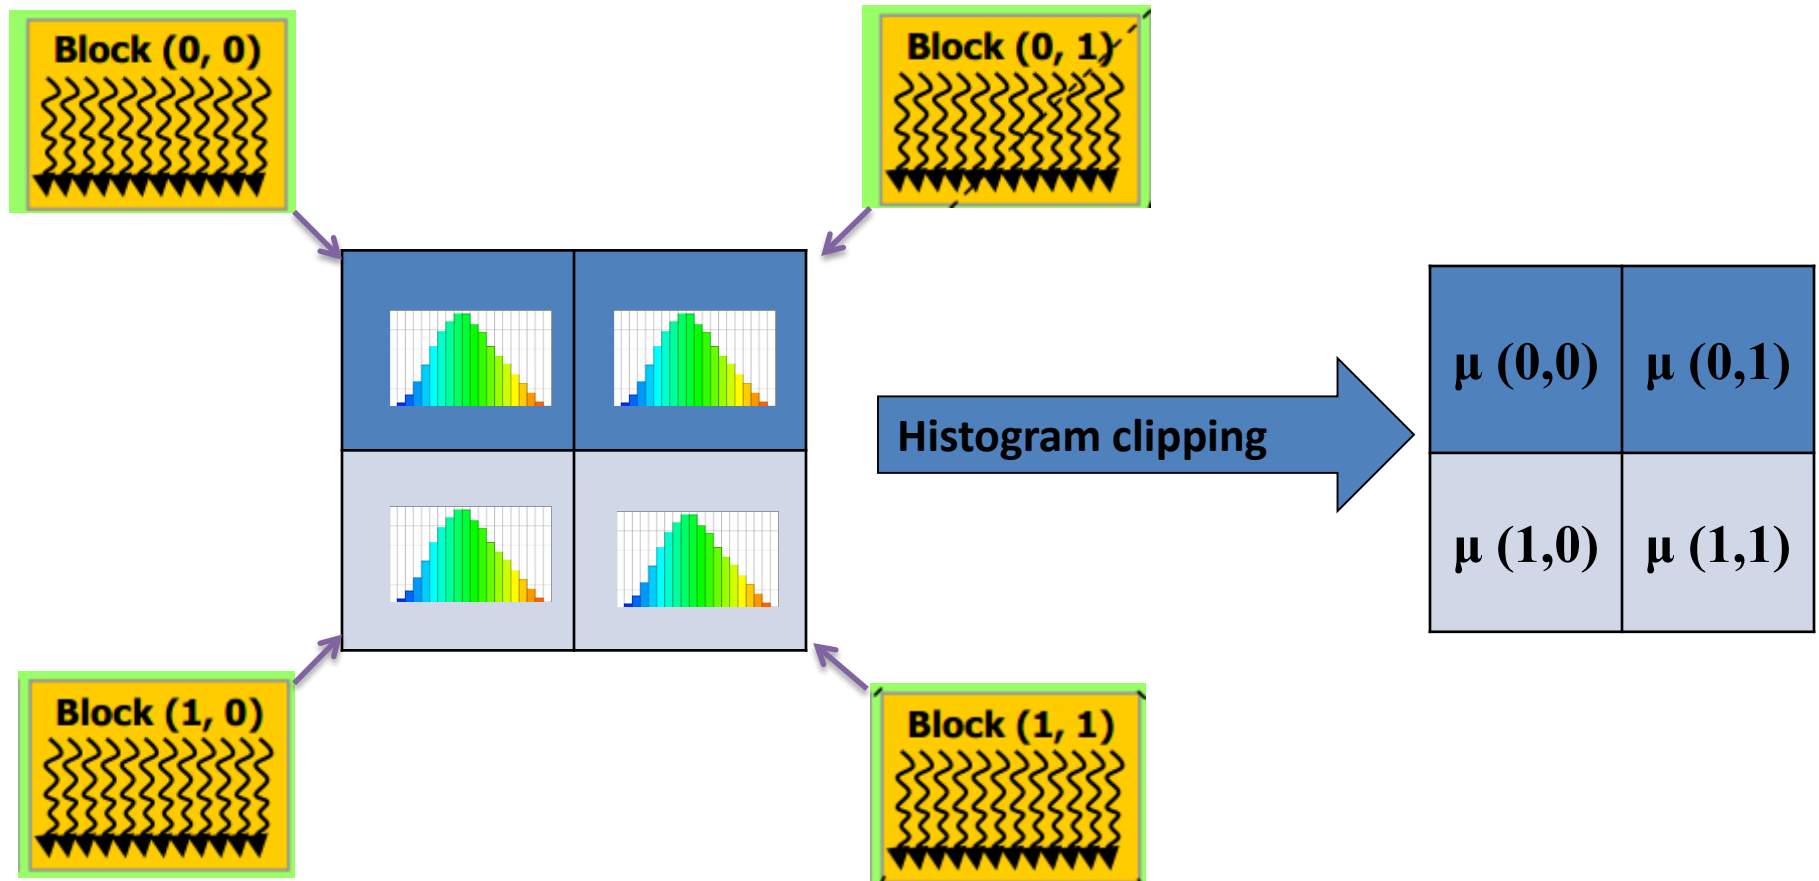 Block (0, 0)
Block (0, 1)
Histogram clipping
μ (0,0)
μ (0,1)
μ (1,0)
μ (1,1)
Block (1, 0)
Block (1, 1)